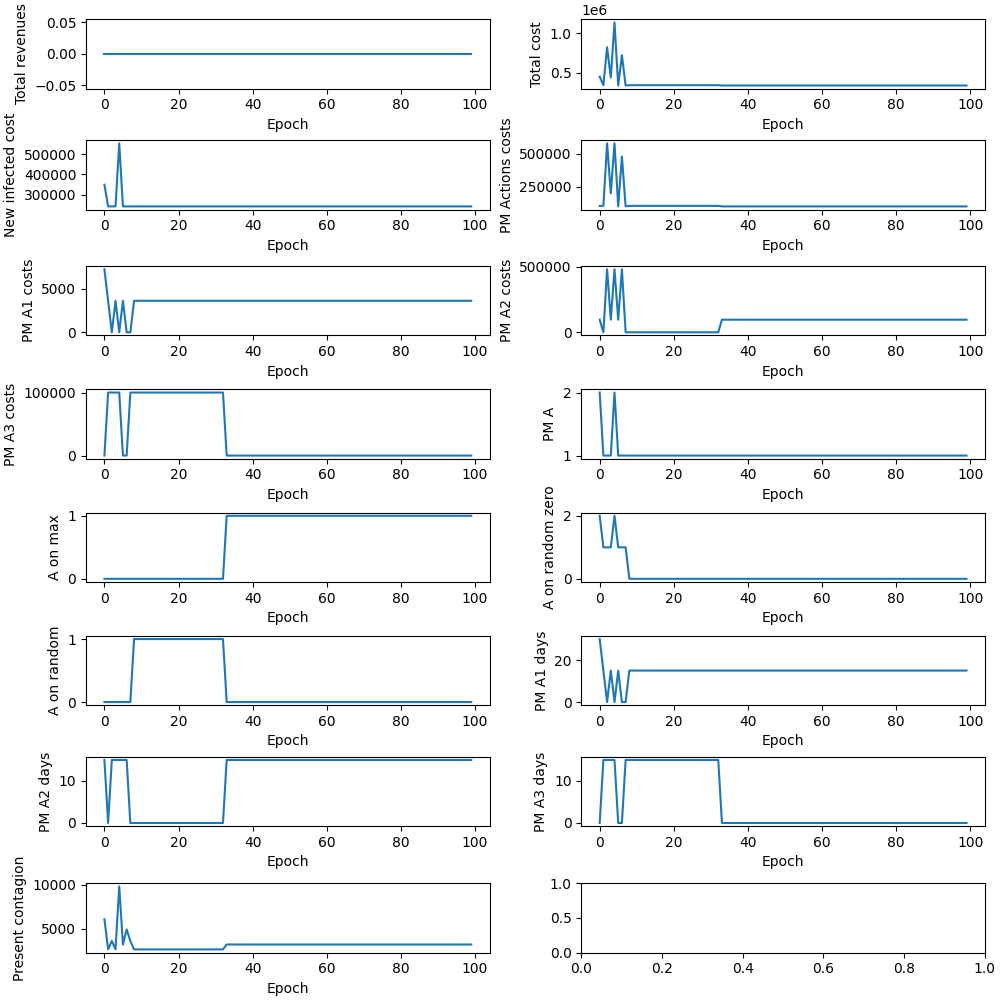 Total revenues
0.05
0.00
−0.05
0 20 40 60 80 100
Epoch
Total cost
1e6
1.0
0.5
0 20 40 60 80 100
Epoch
New infected cost
500000
400000
300000
0 20 40 60 80 100
Epoch
PM Actions costs
500000
250000
0 20 40 60 80 100
Epoch
PM A1 costs
5000
0
0 20 40 60 80 100
Epoch
PM A2 costs
500000
0
0 20 40 60 80 100
Epoch
PM A3 costs
100000
0
0 20 40 60 80 100
Epoch
PM A
2
1
0 20 40 60 80 100
Epoch
A on max
1
0
0 20 40 60 80 100
Epoch
A on random zero
2
0
0 20 40 60 80 100
Epoch
A on random
1
0
0 20 40 60 80 100
Epoch
PM A1 days
20
0
0 20 40 60 80 100
Epoch
PM A2 days
10
0
0 20 40 60 80 100
Epoch
PM A3 days
10
0
0 20 40 60 80 100
Epoch
Present contagion
10000
5000
0 20 40 60 80 100
Epoch
1.0
0.5
0.0
0.0 0.2 0.4 0.6 0.8 1.0